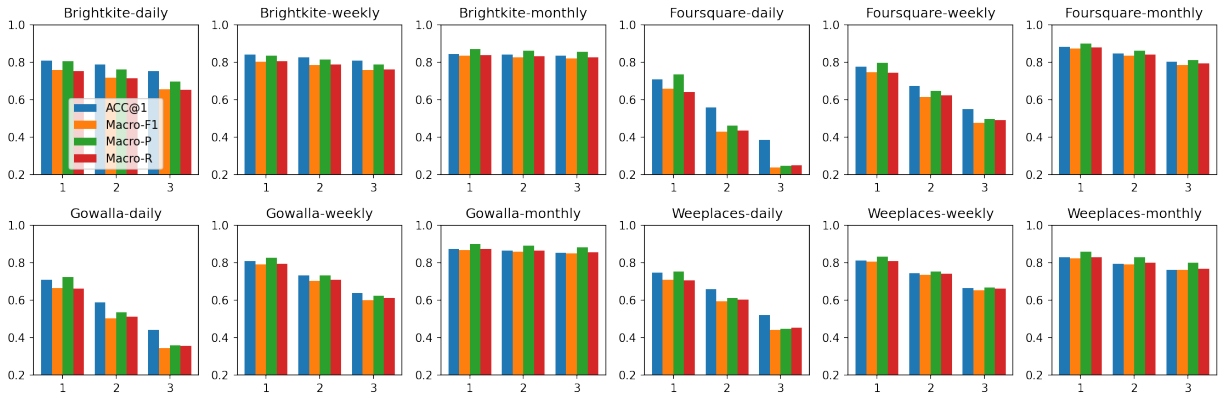 Brightkite-daily
1.0
0.8
0.6
0.4
0.2
ACC@1
Macro-F1
Macro-P
Macro-R
1 2 3
Brightkite-weekly
1.0
0.8
0.6
0.4
0.2
1 2 3
Brightkite-monthly
1.0
0.8
0.6
0.4
0.2
1 2 3
Foursquare-daily
1.0
0.8
0.6
0.4
0.2
1 2 3
Foursquare-weekly
1.0
0.8
0.6
0.4
0.2
1 2 3
Foursquare-monthly
1.0
0.8
0.6
0.4
0.2
1 2 3
Gowalla-daily
1.0
0.8
0.6
0.4
0.2
1 2 3
Gowalla-weekly
1.0
0.8
0.6
0.4
0.2
1 2 3
Gowalla-monthly
1.0
0.8
0.6
0.4
0.2
1 2 3
Weeplaces-daily
1.0
0.8
0.6
0.4
0.2
1 2 3
Weeplaces-weekly
1.0
0.8
0.6
0.4
0.2
1 2 3
Weeplaces-monthly
1.0
0.8
0.6
0.4
0.2
1 2 3